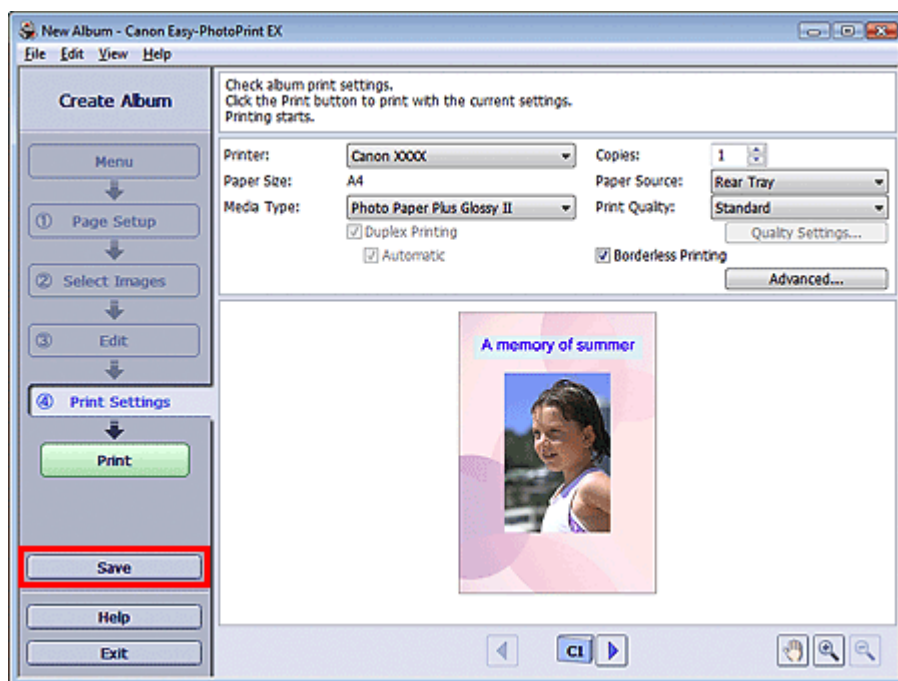 New Album - Canon Easy-PhotoPrint EX
File Edit View Help
Create Album
Check album print settings.
Click the Print button to print with the current settings.
Printing starts.
Menu
① Page Setup
② Select Images
③ Edit
④ Print Settings
Print
Save
Help
Exit
Printer: Canon XXXX Copies: 1
Paper Size: A4 Paper Source: Rear Tray
Media Type: Photo Paper Plus Glossy II Print Quality: Standard
Duplex Printing Quality Settings...
Automatic Borderless Printing
Advanced...
A memory of summer
C1